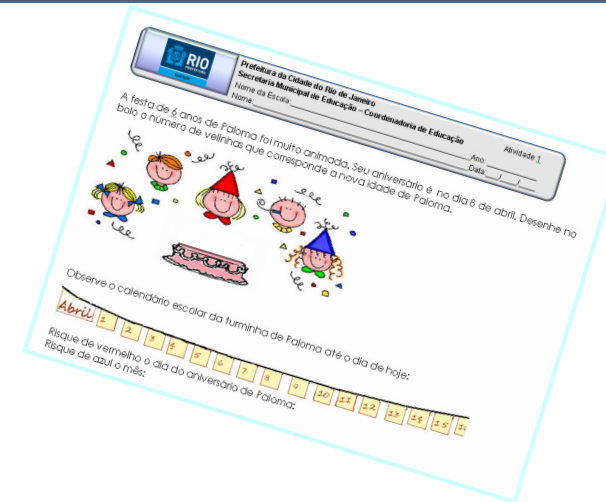 RIO
PREFEITURA
Prefeitura da Cidade do Rio de Janeiro
Secretaria Municipal de Educação – Coordenadoria de Educação
Nome da Escola:
Nome:
Atividade 1
Ano:
Data: / /
A festa de 6 anos de Paloma foi muito animada. Seu aniversário é no dia 8 de abril. Desenhe no
bolo o número de velinhas que corresponde a nova idade de Paloma.
Observe o calendário escolar da turminha de Paloma até o dia de hoje:
Abril 1 2 3 4 5 6 7 8 9 10 11 12 13 14 15
Risque de vermelho o dia do aniversário de Paloma:
Risque de azul o mês: